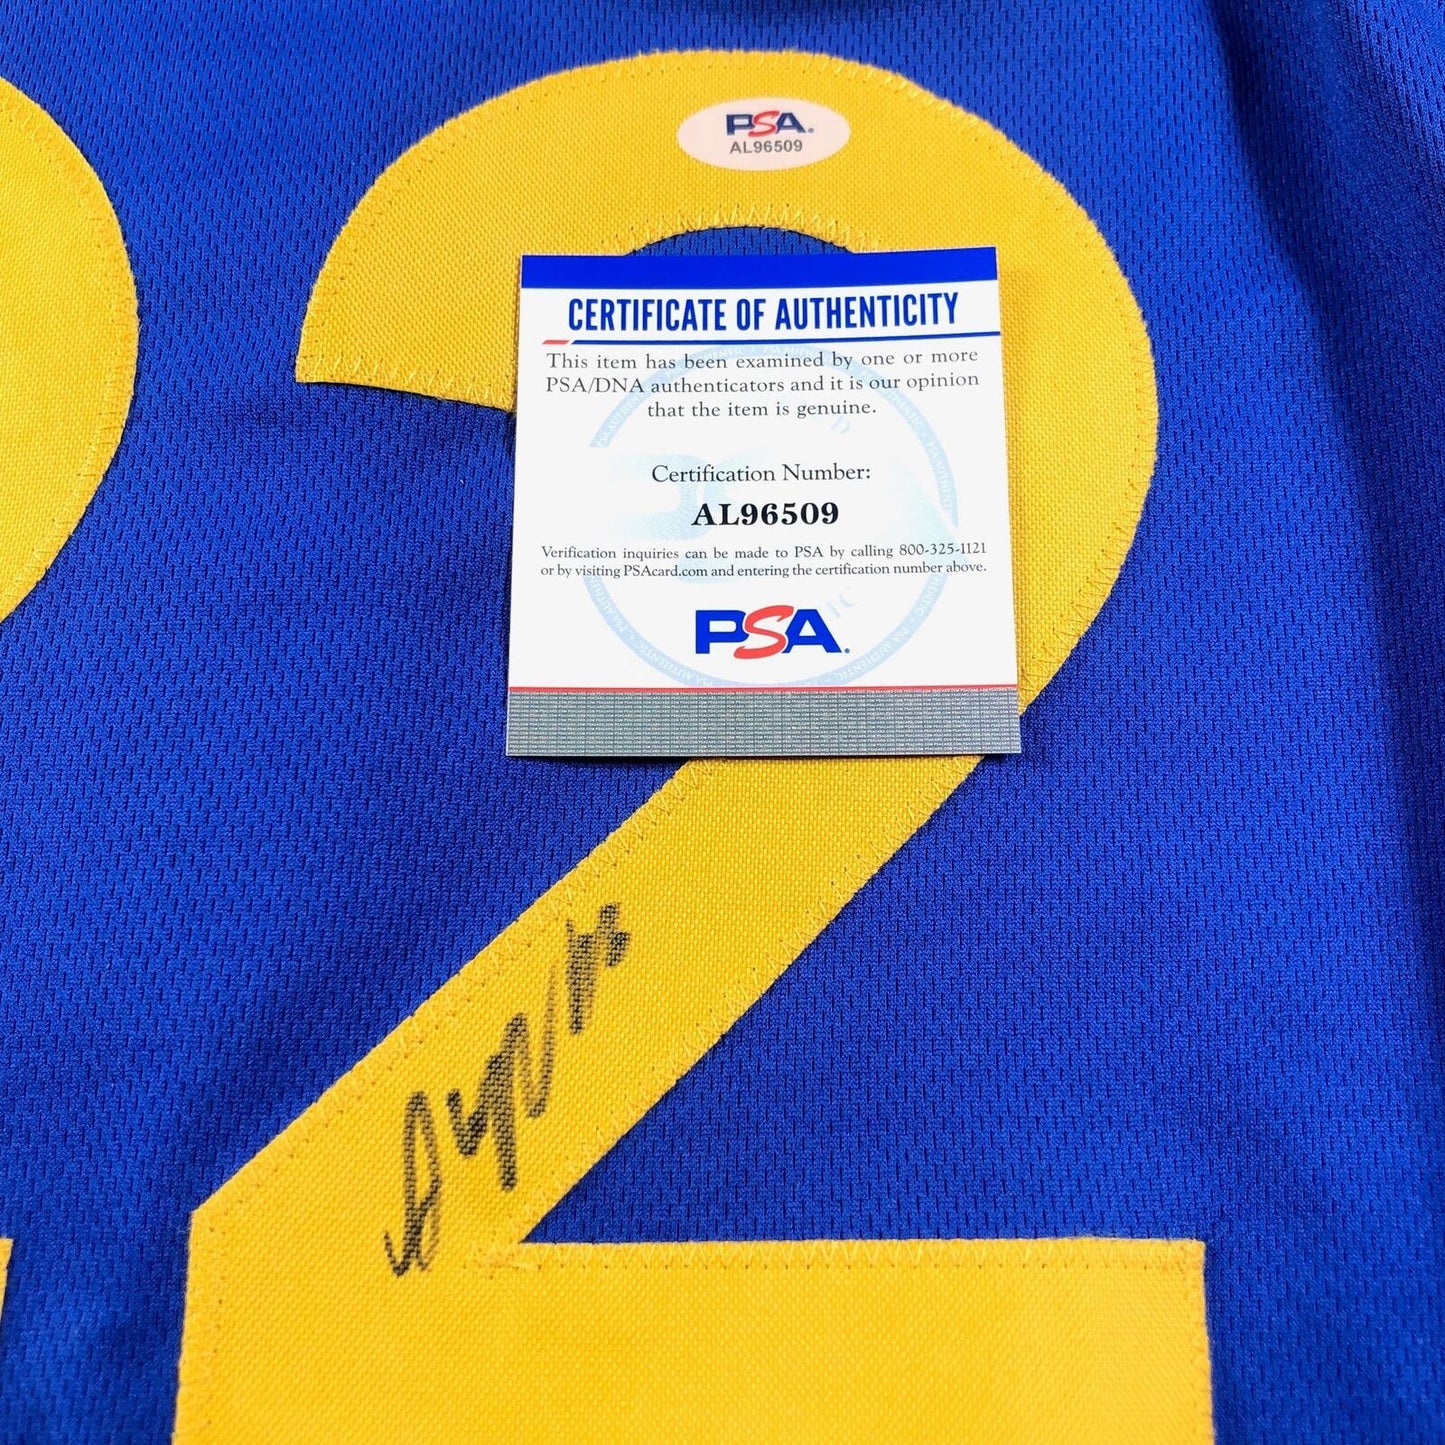 PSA.
AL96509
CERTIFICATE OF AUTHENTICITY
This item has been examined by one or more
PSA/DNA authenticators and it is our opinion
that the item is genuine.
Certification Number:
AL96509
Verification inquiries can be made to PSA by calling 800-325-1121
or by visiting PSAcard.com and entering the certification number above.
PSA.
2